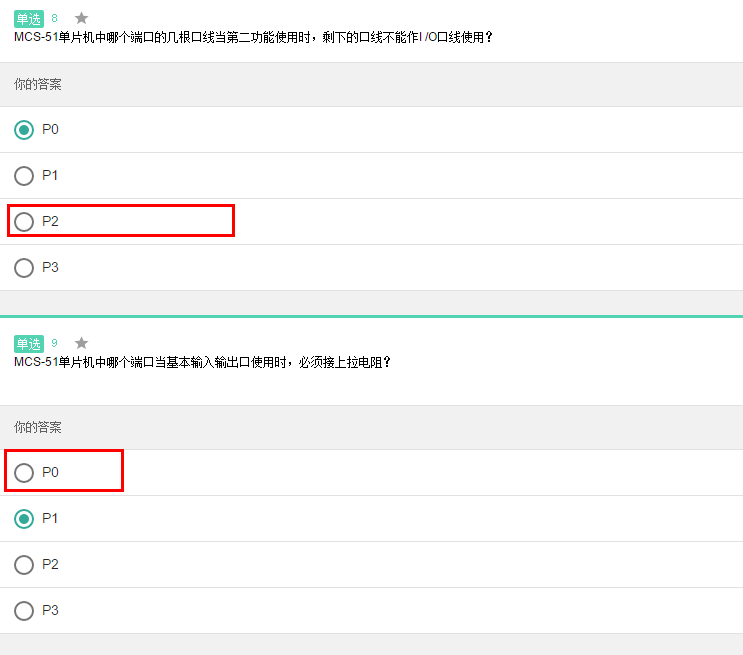 单选 8
MCS-51单片机中哪个端口的几根口线当第二功能使用时，剩下的口线不能作I /O口线使用？
你的答案
P0
P1
P2
P3
单选 9
MCS-51单片机中哪个端口当基本输入输出口使用时，必须接上拉电阻？
你的答案
P0
P1
P2
P3